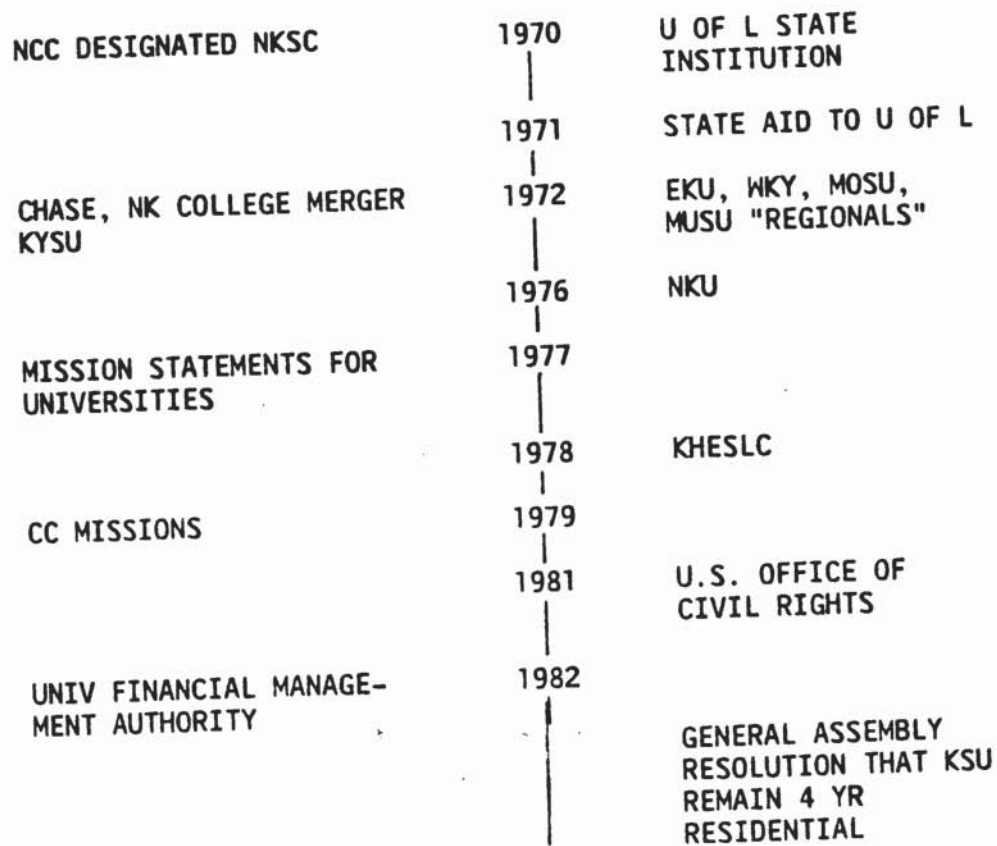 NCC DESIGNATED NKSC 1970 U OF L STATE
INSTITUTION
1971 STATE AID TO U OF L
CHASE, NK COLLEGE MERGER 1972 EKU, WKY, MOSU,
KYSU MUSU "REGIONALS"
1976 NKU
MISSION STATEMENTS FOR 1977
UNIVERSITIES
1978 KHESLC
CC MISSIONS 1979
1981 U.S. OFFICE OF
CIVIL RIGHTS
UNIV FINANCIAL MANAGE- 1982
MENT AUTHORITY
GENERAL ASSEMBLY
RESOLUTION THAT KSU
REMAIN 4 YR
RESIDENTIAL